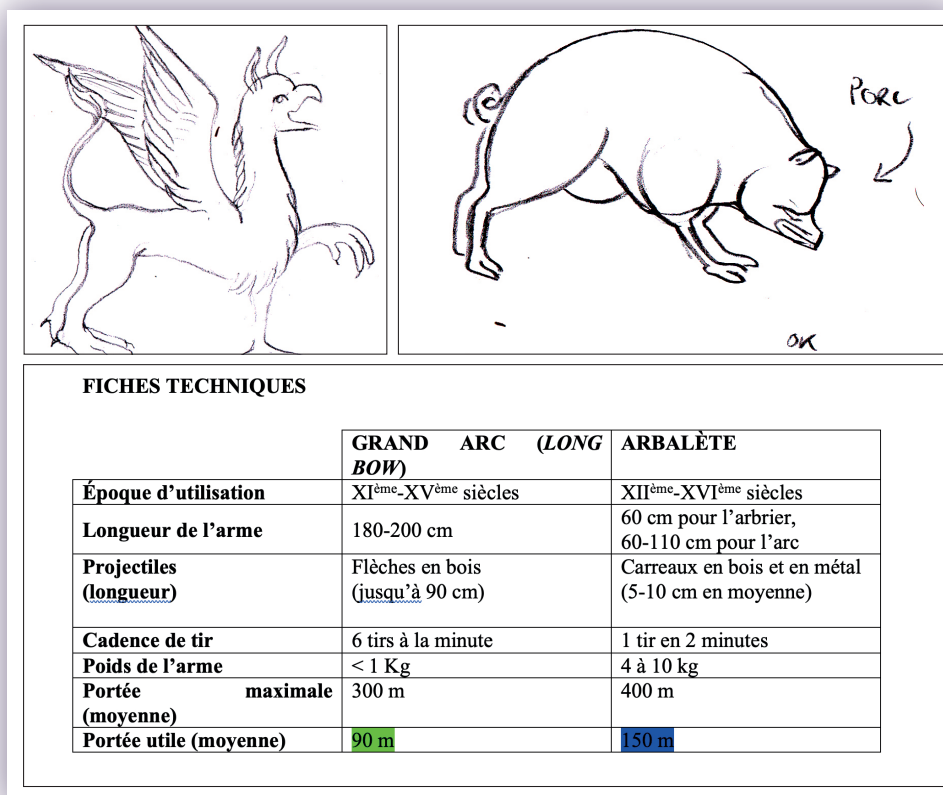 PORC
OK
FICHES TECHNIQUES
GRAND ARC (LONG
BOW)
ARBALÈTE
Époque d'utilisation
XIème-XVème siècles
XIIème-XVIème siècles
Longueur de l'arme
180-200 cm
60 cm pour l'arbrier,
60-110 cm pour l'arc
Projectiles
(longueur)
Flèches en bois
(jusqu'à 90 cm)
Carreaux en bois et en métal
(5-10 cm en moyenne)
Cadence de tir
6 tirs à la minute
1 tir en 2 minutes
Poids de l'arme
< 1 Kg
4 à 10 kg
Portée maximale
(moyenne)
300 m
400 m
Portée utile (moyenne)
90 m
150 m